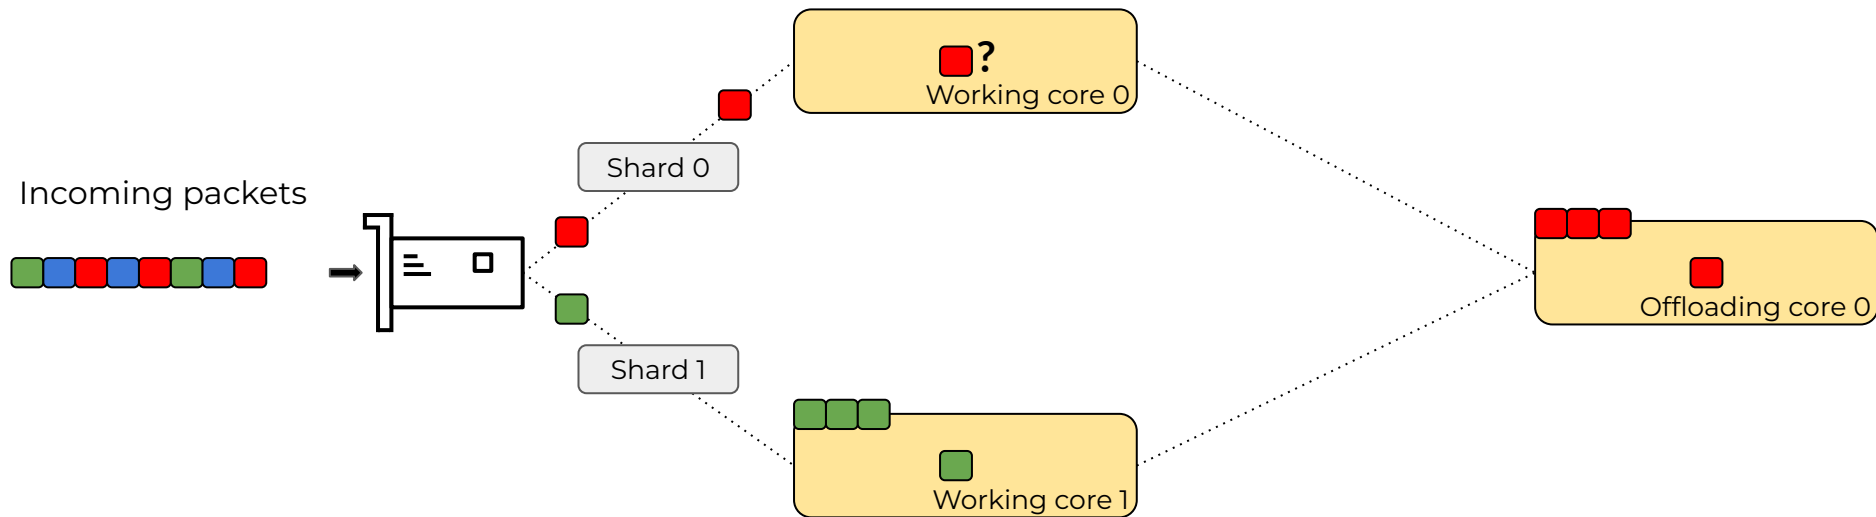 ?
Working core 0
Shard 0
Incoming packets
Offloading core 0
Shard 1
Working core 1